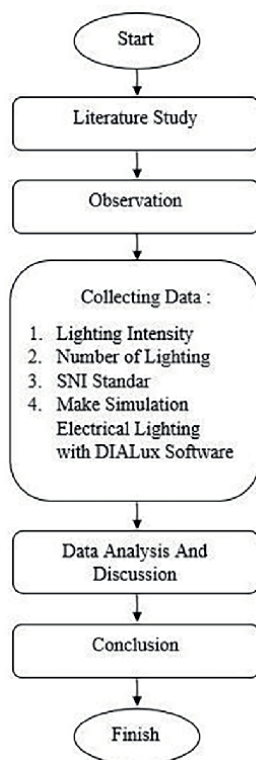 Start
Literature Study
Observation
Collecting Data :
1. Lighting Intensity
2. Number of Lighting
3. SNI Standar
4. Make Simulation
Electrical Lighting
with DIALux Software
Data Analysis And
Discussion
Conclusion
Finish